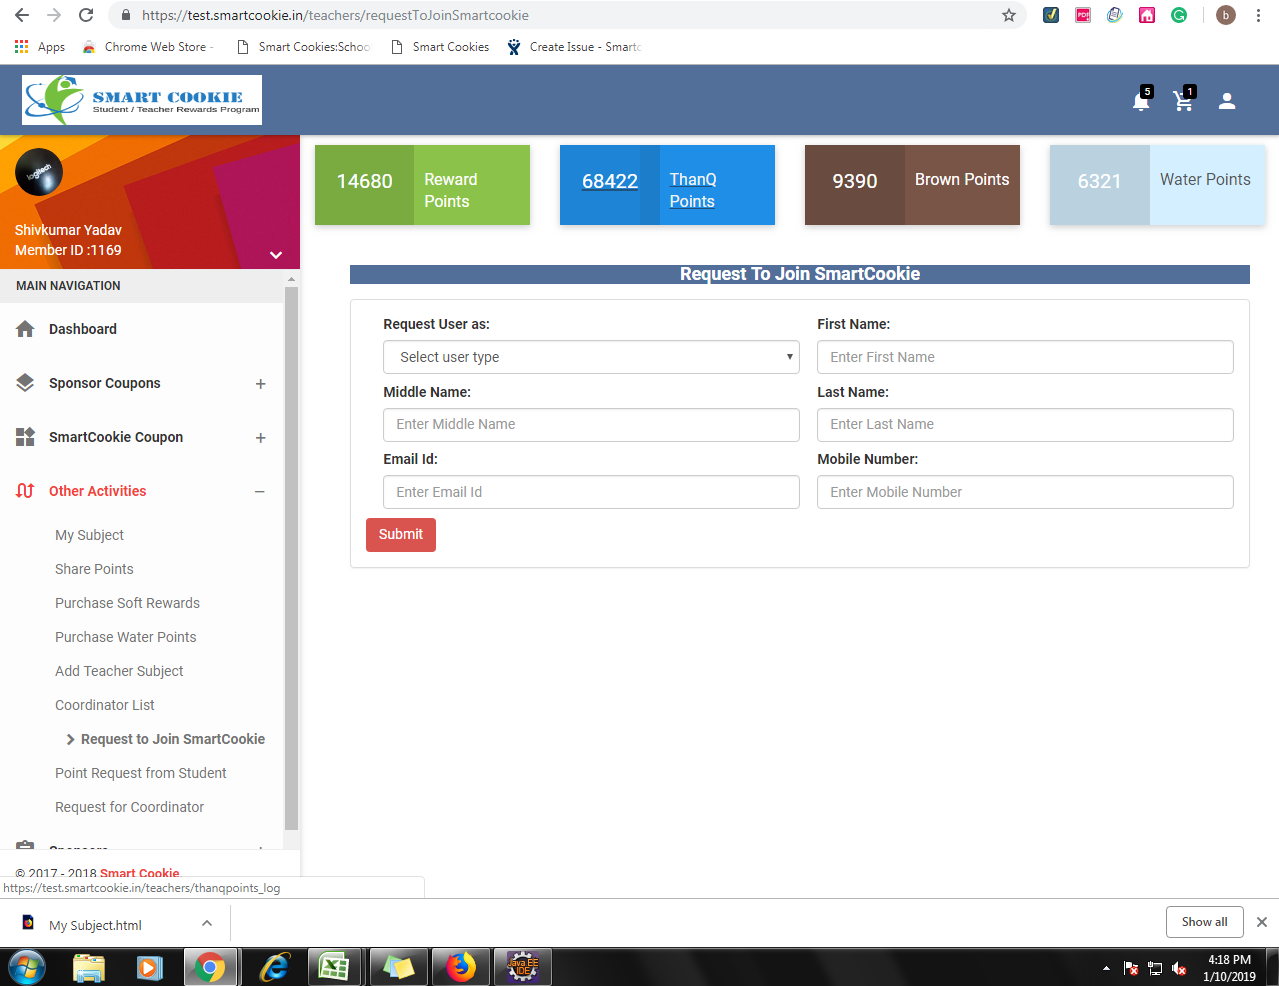 https://test.smartcookie.in/teachers/requestToJoinSmartcookie
b
Apps
Chrome Web Store -
Smart Cookies:Schoo
Smart Cookies
Create Issue - Smartc
SMART COOKIE
Student / Teacher Rewards Program
5
1
logitech
Shivkumar Yadav
Member ID :1169
14680
Reward Points
68422
ThanQ Points
9390
Brown Points
6321
Water Points
MAIN NAVIGATION
Dashboard
Sponsor Coupons +
SmartCookie Coupon +
Other Activities –
My Subject
Share Points
Purchase Soft Rewards
Purchase Water Points
Add Teacher Subject
Coordinator List
Request to Join SmartCookie
Point Request from Student
Request for Coordinator
Sponsors
© 2017 - 2018 Smart Cookie
https://test.smartcookie.in/teachers/thanqpoints_log
Request To Join SmartCookie
Request User as:
Select user type
First Name:
Enter First Name
Middle Name:
Enter Middle Name
Last Name:
Enter Last Name
Email Id:
Enter Email Id
Mobile Number:
Enter Mobile Number
Submit
My Subject.html
Show all
Java EE
IDE
4:18 PM
1/10/2019